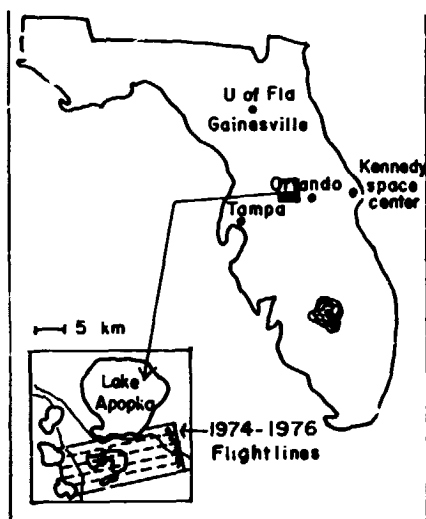 U of Fla
Gainesville
Kennedy
space
center
Orlando
Tampa
5 km
Lake
Apopka
1974-1976
Flightlines